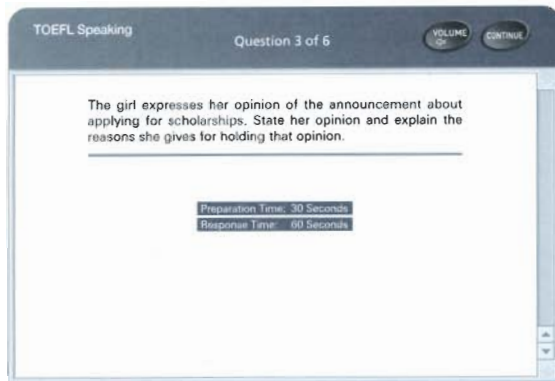 TOEFL Speaking
Question 3 of 6
VOLUME
CONTINUE
The girl expresses her opinion of the announcement about
applying for scholarships. State her opinion and explain the
reasons she gives for holding that opinion.
Preparation Time: 30 Seconds
Response Time: 60 Seconds